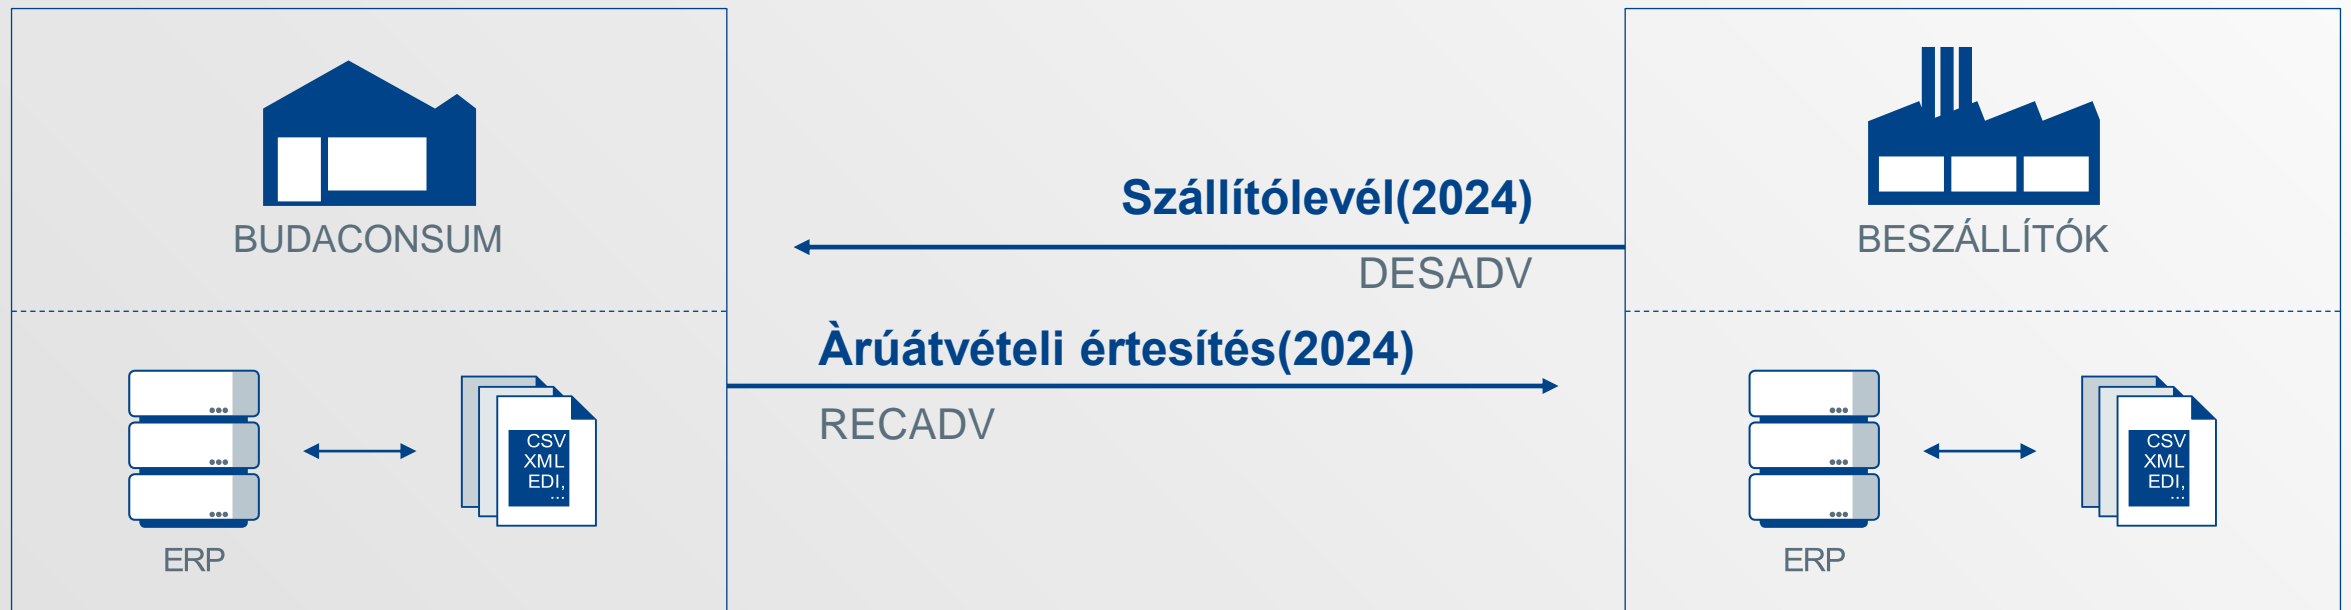 BUDACONSUM
ERP
CSV
XML
EDI,
...
Szállítólevél(2024)
DESADV
Àrúátvételi értesítés(2024)
RECADV
BESZÁLLÍTÓK
ERP
CSV
XML
EDI,
...